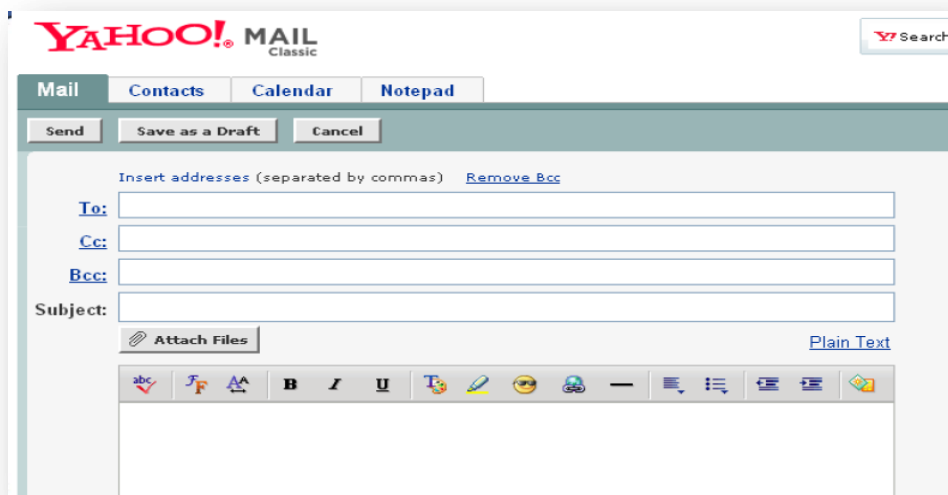 YAHOO!® MAIL
Classic
Y! Search
Mail Contacts Calendar Notepad
Send Save as a Draft Cancel
Insert addresses (separated by commas) Remove Bcc
To:
Cc:
Bcc:
Subject:
Attach Files Plain Text
abc B I U